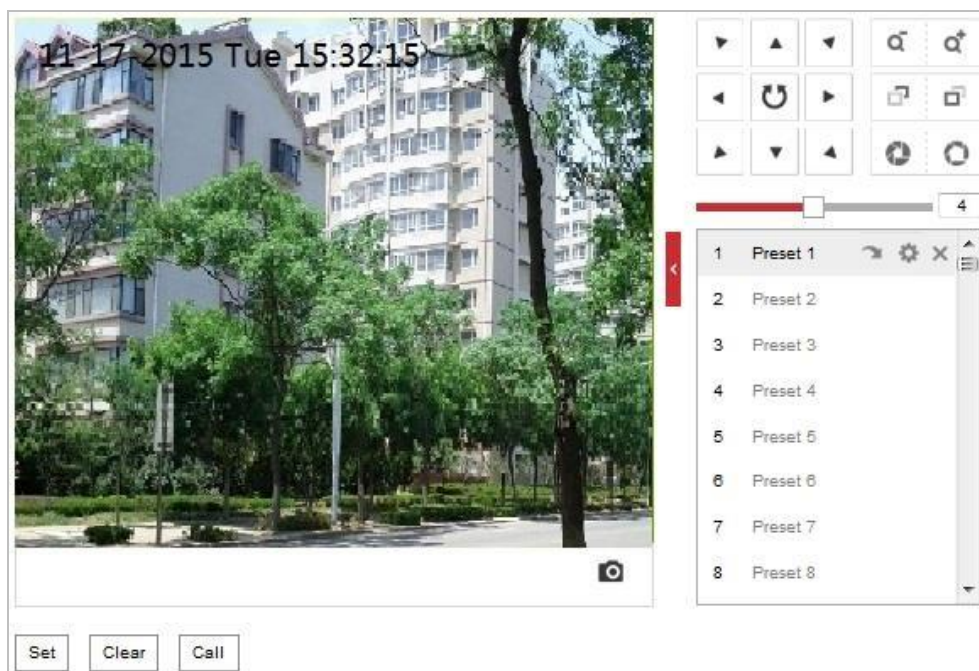 11-17-2015 Tue 15:32:15
4
1 Preset 1
2 Preset 2
3 Preset 3
4 Preset 4
5 Preset 5
6 Preset 6
7 Preset 7
8 Preset 8
Set Clear Call